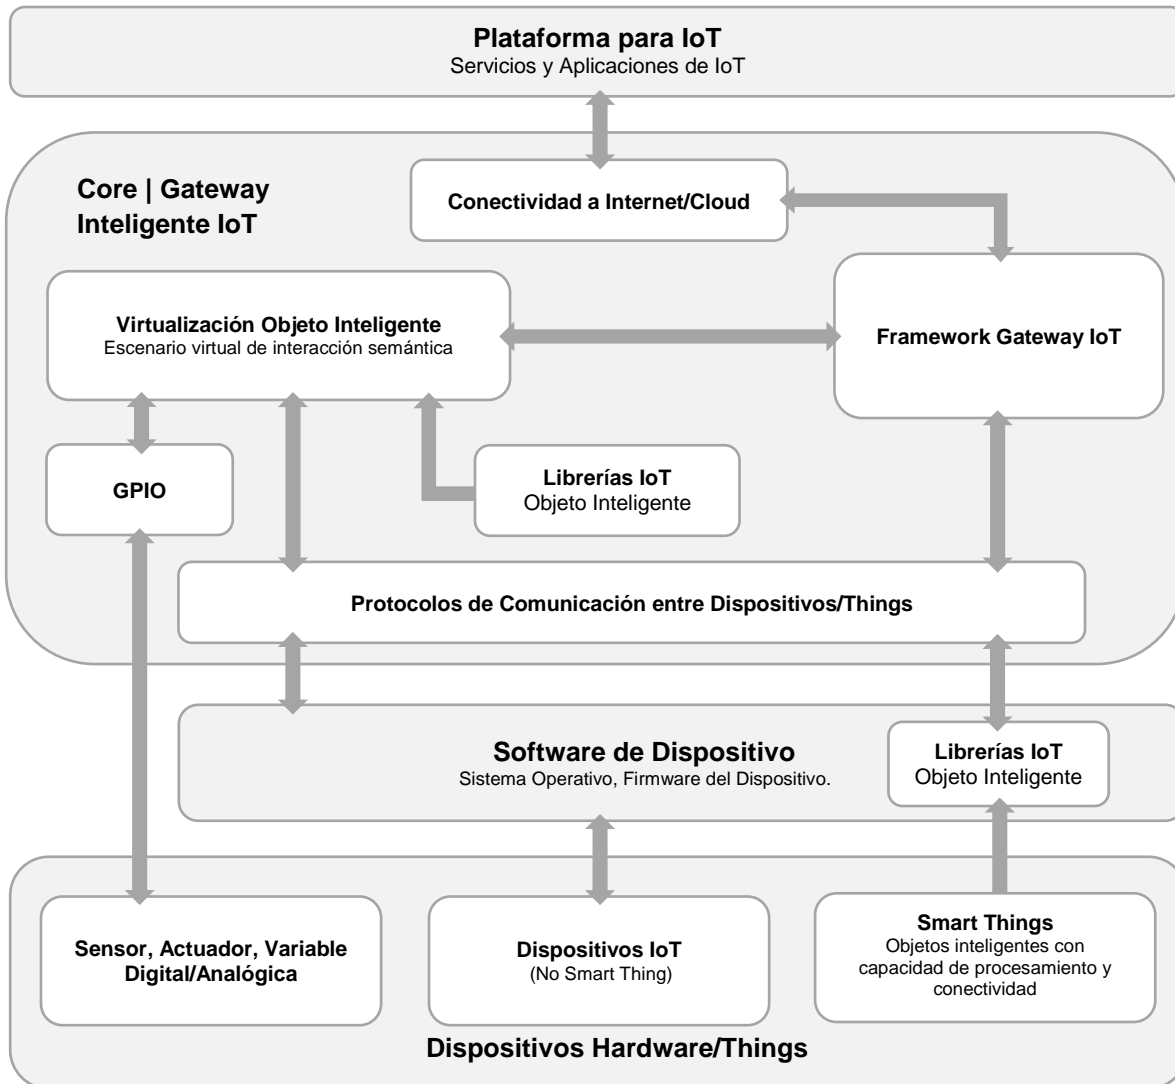 Plataforma para IoT
Servicios y Aplicaciones de IoT
Core | Gateway
Inteligente IoT
Conectividad a Internet/Cloud
Virtualización Objeto Inteligente
Escenario virtual de interacción semántica
Framework Gateway IoT
GPIO
Librerías IoT
Objeto Inteligente
Protocolos de Comunicación entre Dispositivos/Things
Software de Dispositivo
Sistema Operativo, Firmware del Dispositivo.
Librerías IoT
Objeto Inteligente
Sensor, Actuador, Variable
Digital/Analógica
Dispositivos IoT
(No Smart Thing)
Smart Things
Objetos inteligentes con
capacidad de procesamiento y
conectividad
Dispositivos Hardware/Things